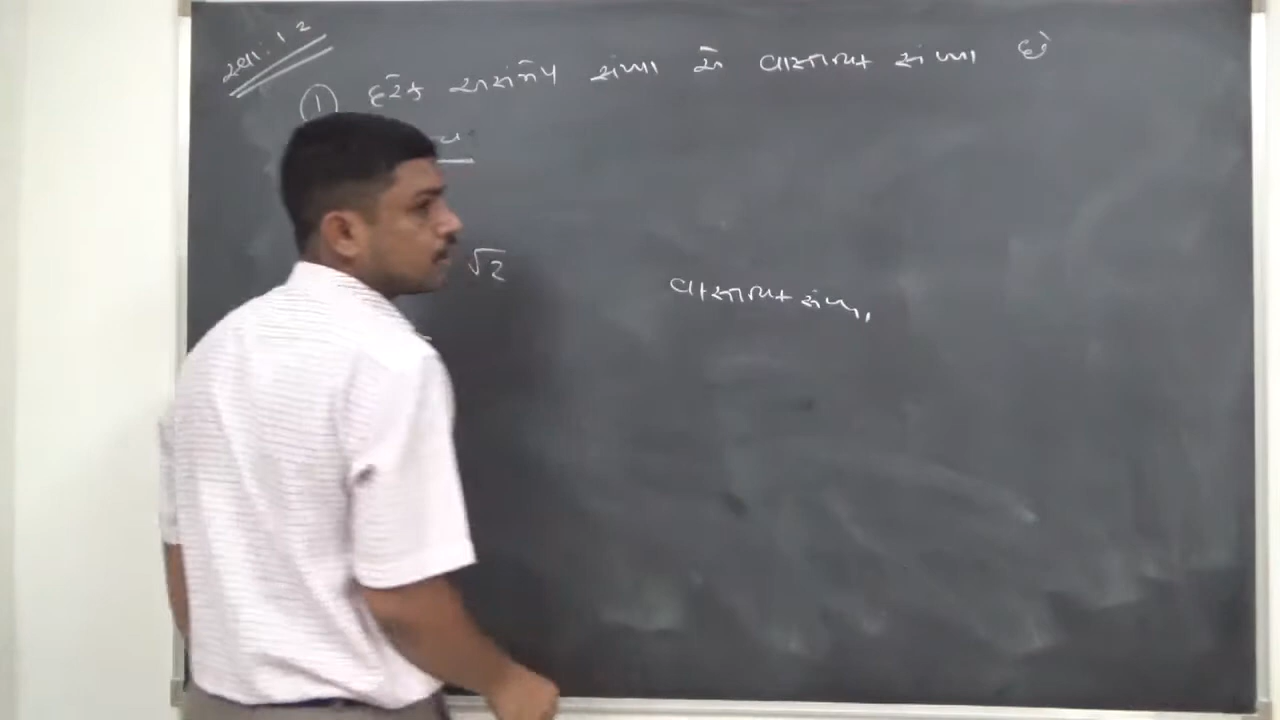 સ્વા: 1.2
① દરેક અસંમેય સંખ્યા એ વાસ્તવિક સંખ્યા છે
√2
વાસ્તવિક સંખ્યા,